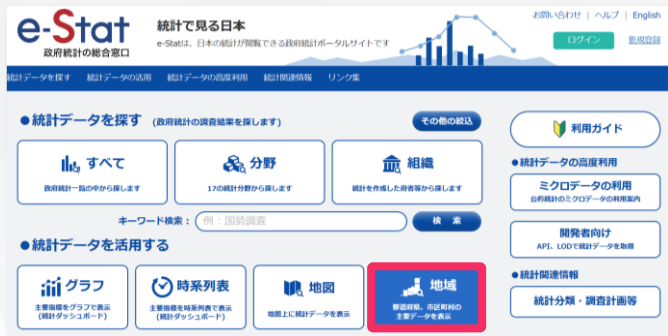 e-Stat
政府統計の総合窓口
統計で見る日本
e-Statは、日本の統計が閲覧できる政府統計ポータルサイトです
お問い合わせ | ヘルプ | English
ログイン
新規登録
統計データを探す 統計データの活用 統計データの高度利用 統計関連情報 リンク集
●統計データを探す (政府統計の調査結果を探します)
その他の絞込
すべて
政府統計一覧の中から探します
分野
17の統計分野から探します
組織
統計を作成した府省等から探します
キーワード検索：
例：国勢調査
検 索
●統計データを活用する
グラフ
主要指標をグラフで表示
(統計ダッシュボード)
時系列表
主要指標を時系列表で表示
(統計ダッシュボード)
地図
地図上に統計データを表示
地域
都道府県、市区町村の
主要データを表示
利用ガイド
●統計データの高度利用
ミクロデータの利用
公的統計のミクロデータの利用案内
開発者向け
API、LODで統計データを取得
●統計関連情報
統計分類・調査計画等